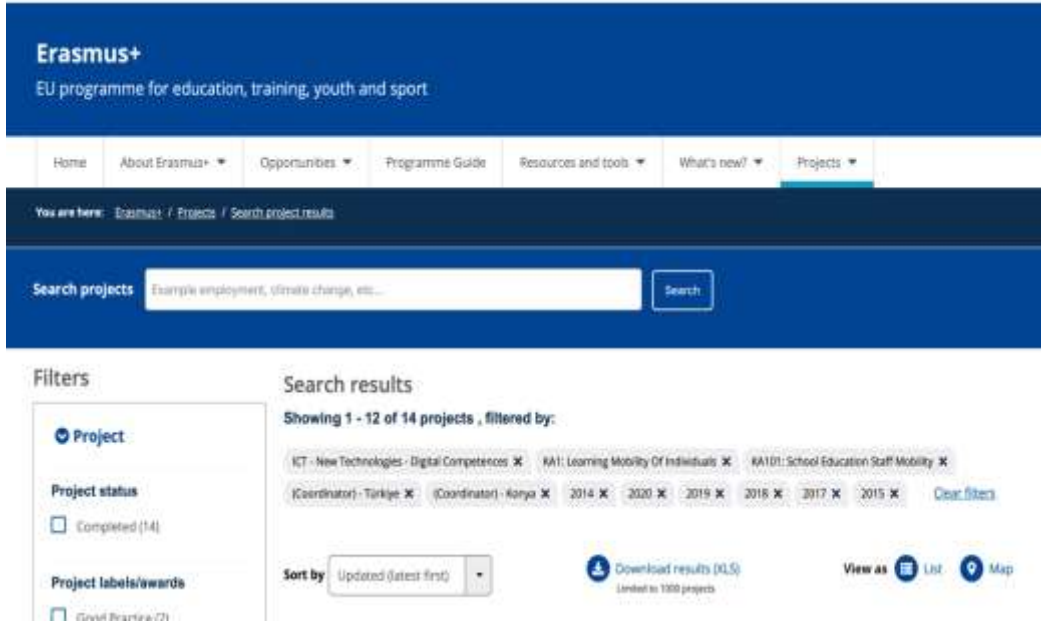 Erasmus+
EU programme for education, training, youth and sport
Home About Erasmus+ Opportunities Programme Guide Resources and tools What's new? Projects
You are here: Erasmus+ / Projects / Search project results
Search projects Example employment, climate change, etc... Search
Filters
Search results
Showing 1 - 12 of 14 projects , filtered by:
Project
ICT - New Technologies - Digital Competences × KA1: Learning Mobility Of Individuals × KA101: School Education Staff Mobility ×
Project status
(Coordinator) - Türkiye × (Coordinator) - Konya × 2014 × 2020 × 2019 × 2018 × 2017 × 2015 × Clear filters
Completed (14)
Sort by Updated (latest first) Download results (XLS) View as List Map
Limited to 1000 projects
Project labels/awards
Good Practice (2)